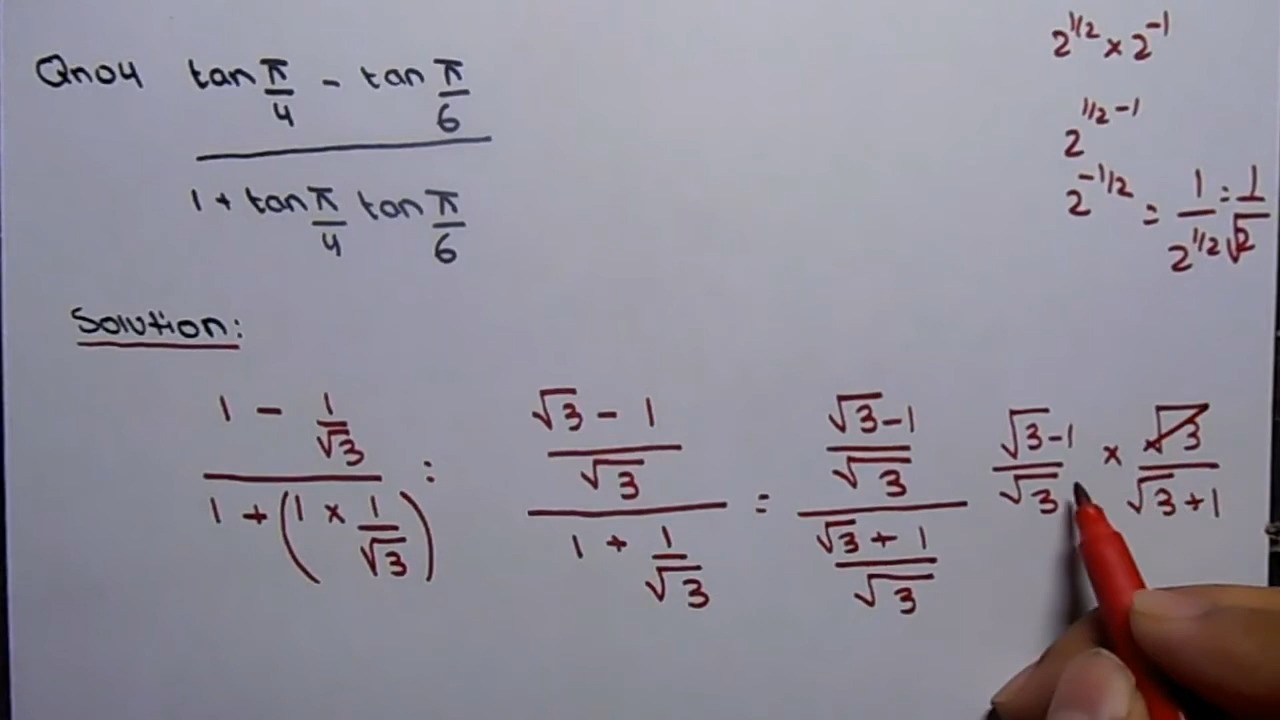 Qno4 tan π/4 - tan π/6
1 + tan π/4 tan π/6
2^1/2 × 2^-1
2^1/2-1
2^-1/2 = 1/2^1/2 : 1/√2
Solution:
(1 - 1/√3)/(1 + (1 × 1/√3)) : ((√3 - 1)/√3)/(1 + 1/√3) = ((√3 - 1)/√3)/((√3 + 1)/√3) (√3 - 1)/√3 × √3/(√3 + 1)